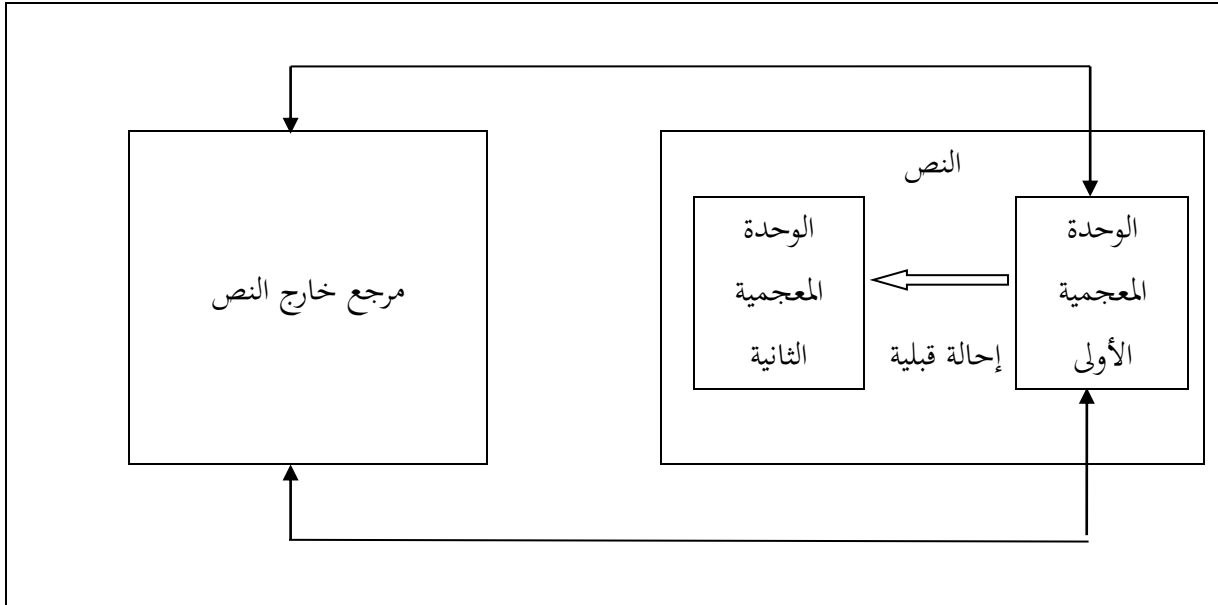 النص
الوحدة
المعجمية
الأولى
إحالة قبلية
الوحدة
المعجمية
الثانية
مرجع خارج النص